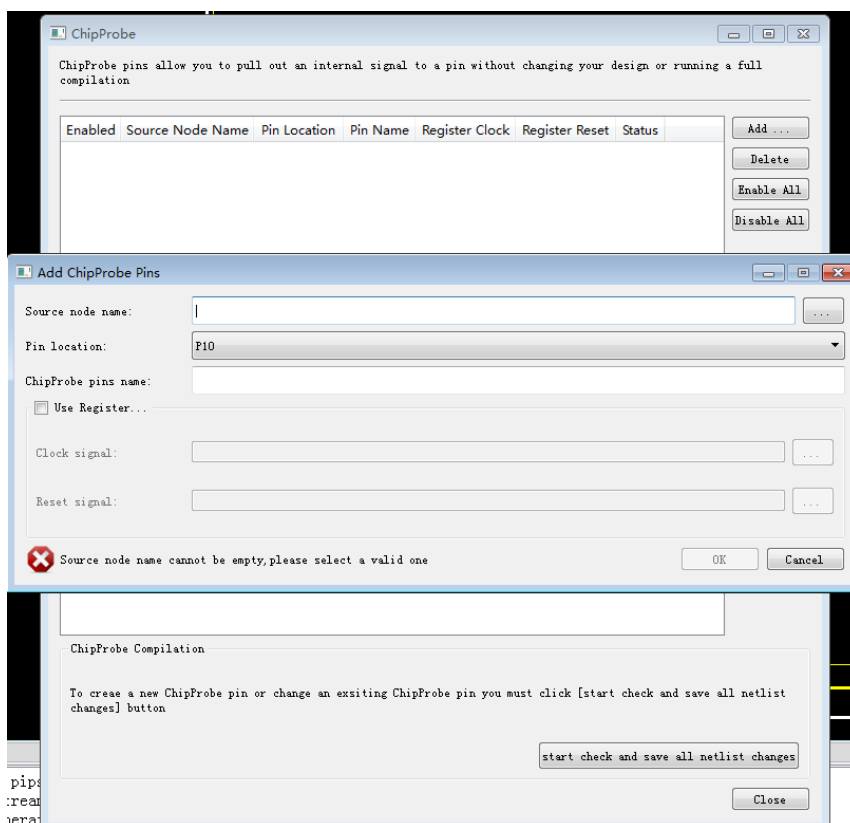 ChipProbe
ChipProbe pins allow you to pull out an internal signal to a pin without changing your design or running a full
compilation
Enabled Source Node Name Pin Location Pin Name Register Clock Register Reset Status
Add ...
Delete
Enable All
Disable All
Add ChipProbe Pins
Source node name:
...
Pin location:
P10
ChipProbe pins name:
Use Register...
Clock signal:
...
Reset signal:
...
Source node name cannot be empty,please select a valid one
OK
Cancel
ChipProbe Compilation
To creae a new ChipProbe pin or change an exsiting ChipProbe pin you must click [start check and save all netlist
changes] button
start check and save all netlist changes
pips
Close